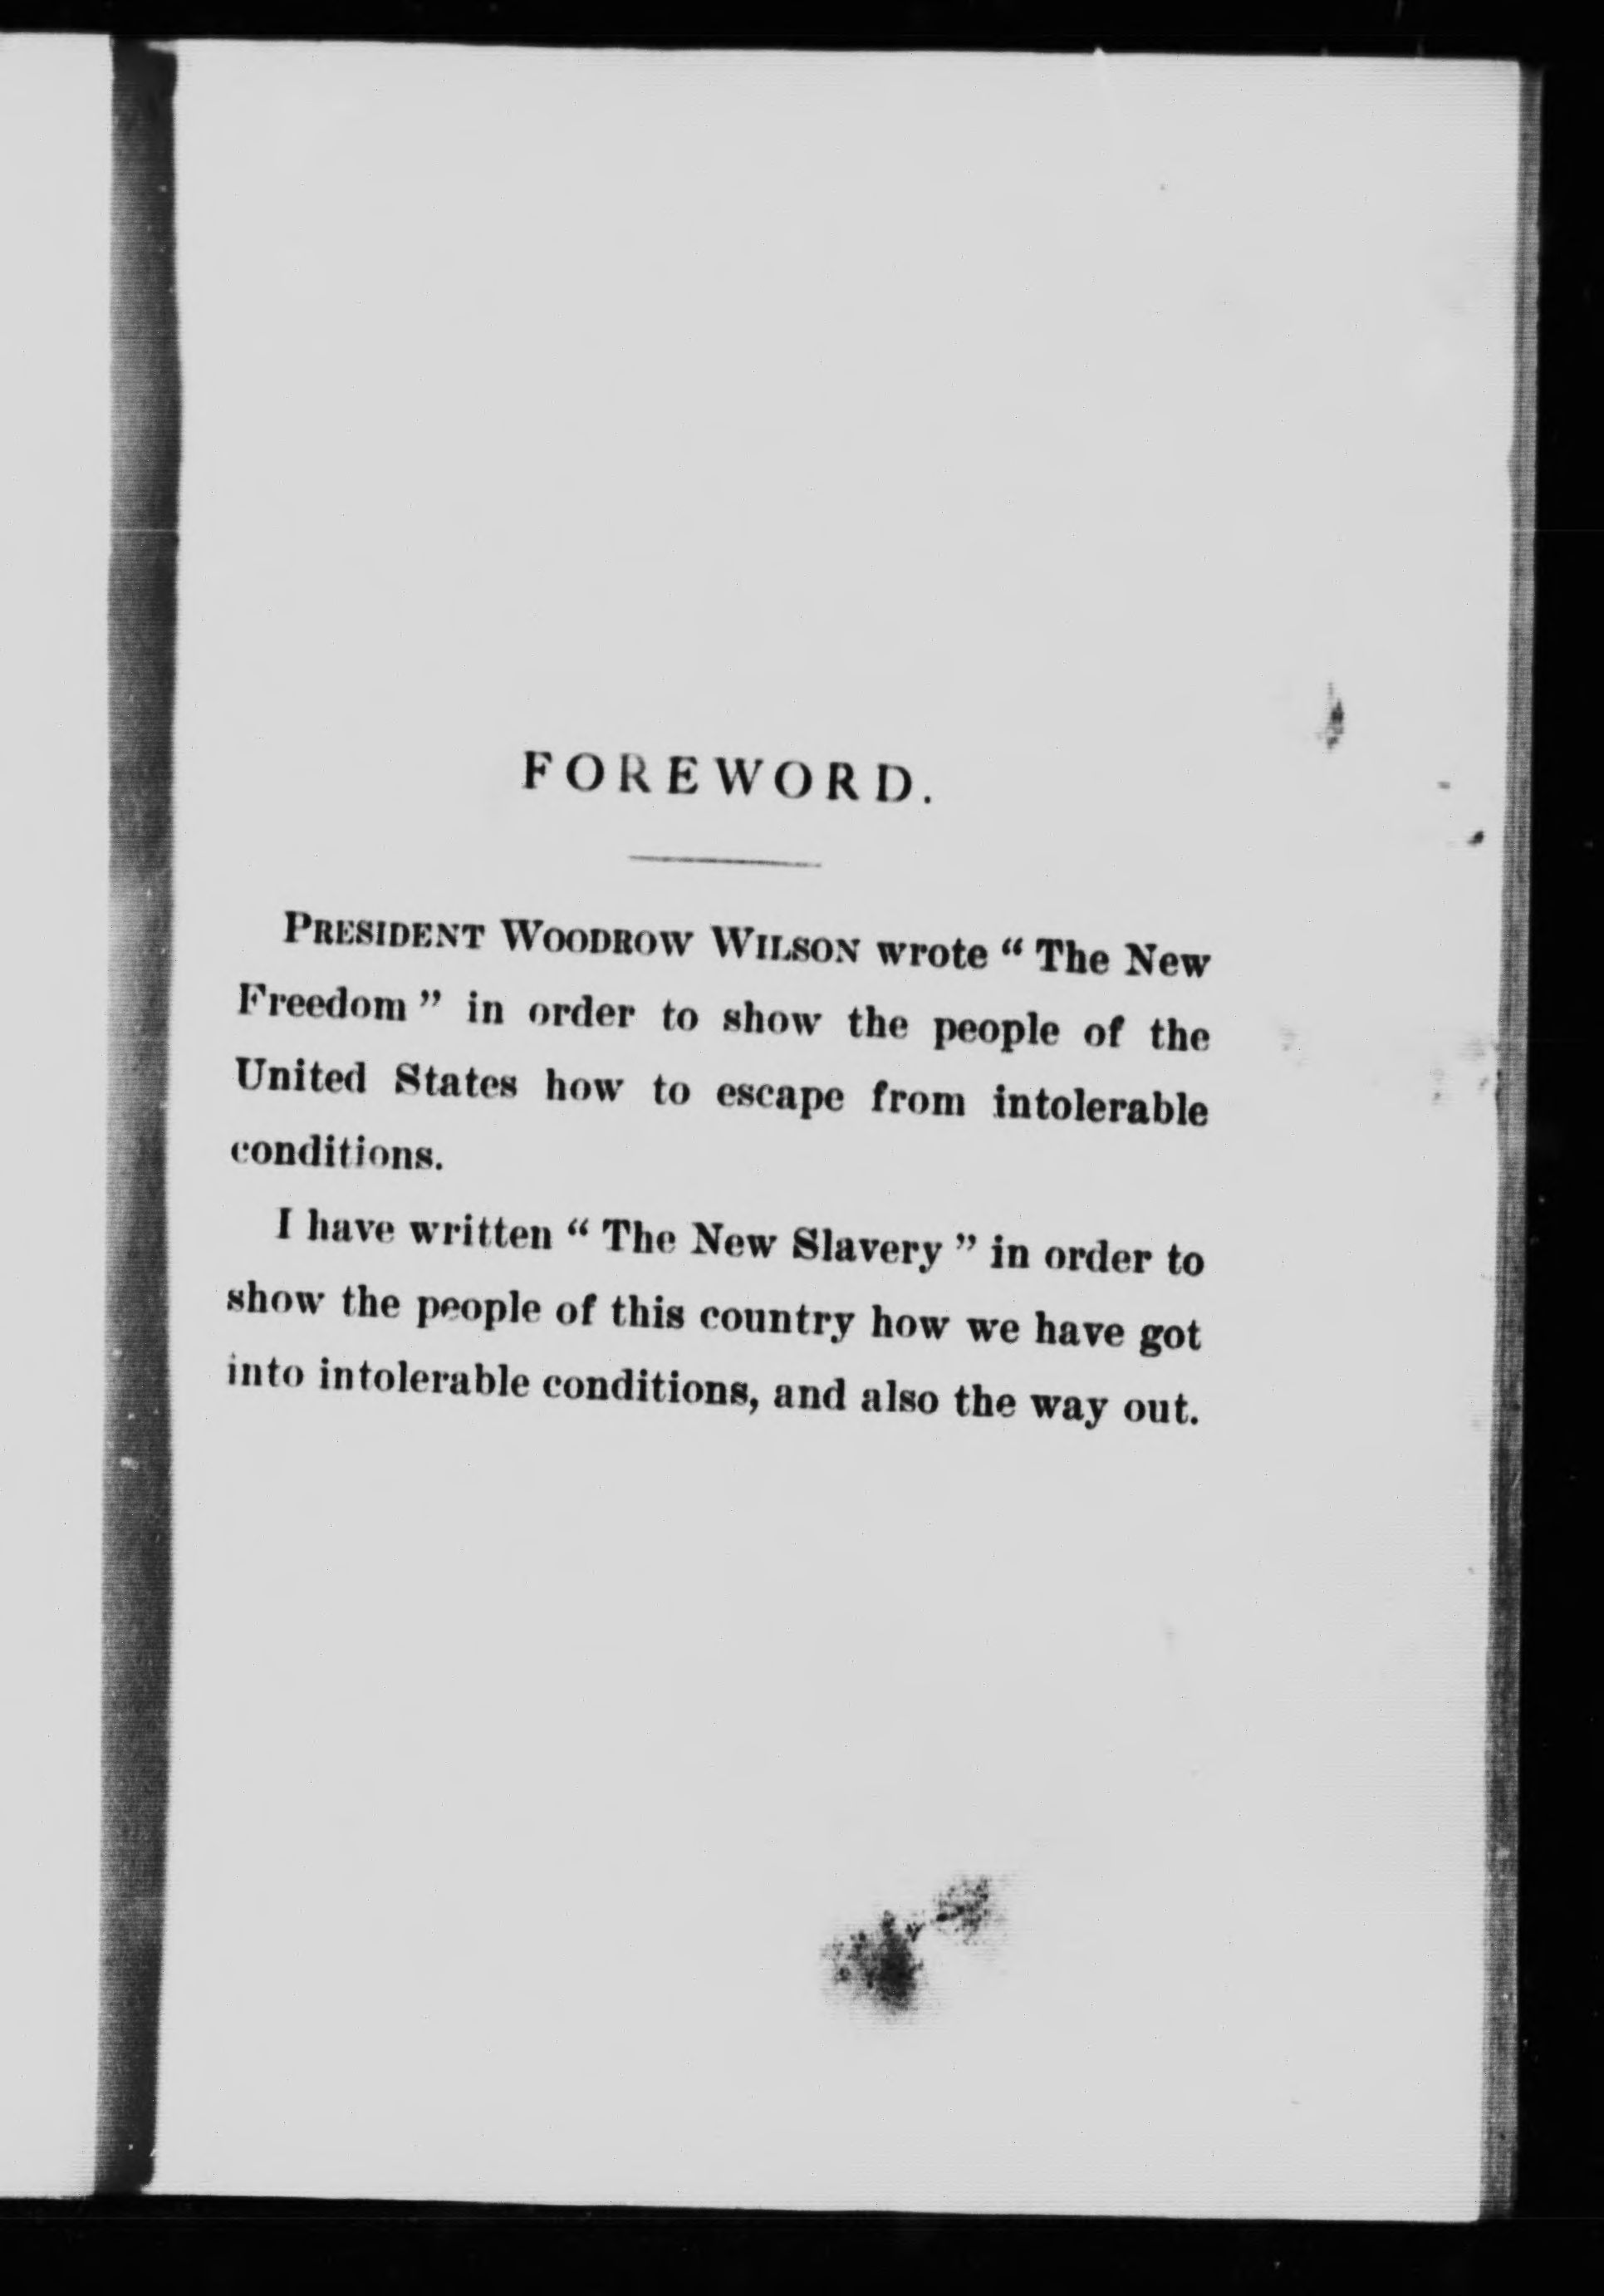 FOREWORD.
PRESIDENT WOODROW WILSON wrote “ The New
Freedom ” in order to show the people of the
United States how to escape from intolerable
conditions.
I have written “ The New Slavery ” in order to
show the people of this country how we have got
into intolerable conditions, and also the way out.